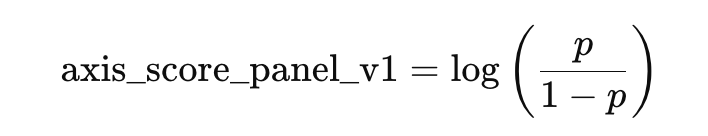 axis_score_panel_v1 = log(p / (1 − p))